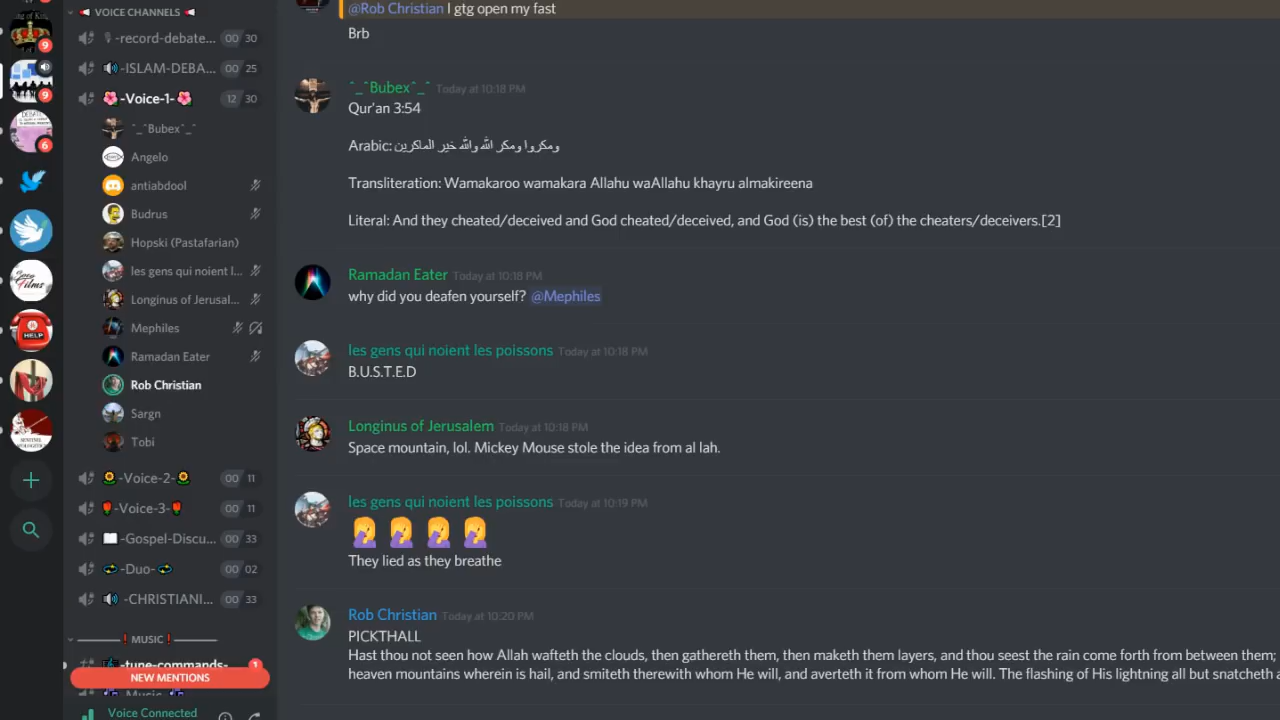 VOICE CHANNELS
-record-debate... 00 30
-ISLAM-DEBA... 00 25
-Voice-1- 12 30
^_^Bubex^_^
Angelo
antiabdool
Budrus
Hopski (Pastafarian)
les gens qui noient l...
Longinus of Jerusal...
Mephiles
Ramadan Eater
Rob Christian
Sargn
Tobi
-Voice-2- 00 11
-Voice-3- 00 11
-Gospel-Discu... 00 33
-Duo- 00 02
-CHRISTIANI... 00 33
MUSIC
-tune-commands- 1
NEW MENTIONS
-Music-
Voice Connected
9
9
DEBATE
6
HELP
@Rob Christian I gtg open my fast
Brb
^_^Bubex^_^ Today at 10:18 PM
Qur'an 3:54
Arabic: ومكروا ومكر الله والله خير الماكرين
Transliteration: Wamakaroo wamakara Allahu waAllahu khayru almakireena
Literal: And they cheated/deceived and God cheated/deceived, and God (is) the best (of) the cheaters/deceivers.[2]
Ramadan Eater Today at 10:18 PM
why did you deafen yourself? @Mephiles
les gens qui noient les poissons Today at 10:18 PM
B.U.S.T.E.D
Longinus of Jerusalem Today at 10:18 PM
Space mountain, lol. Mickey Mouse stole the idea from al lah.
les gens qui noient les poissons Today at 10:19 PM
🤦🤦🤦🤦
They lied as they breathe
Rob Christian Today at 10:20 PM
PICKTHALL
Hast thou not seen how Allah wafteth the clouds, then gathereth them, then maketh them layers, and thou seest the rain come forth from between them;
heaven mountains wherein is hail, and smiteth therewith whom He will, and averteth it from whom He will. The flashing of His lightning all but snatcheth